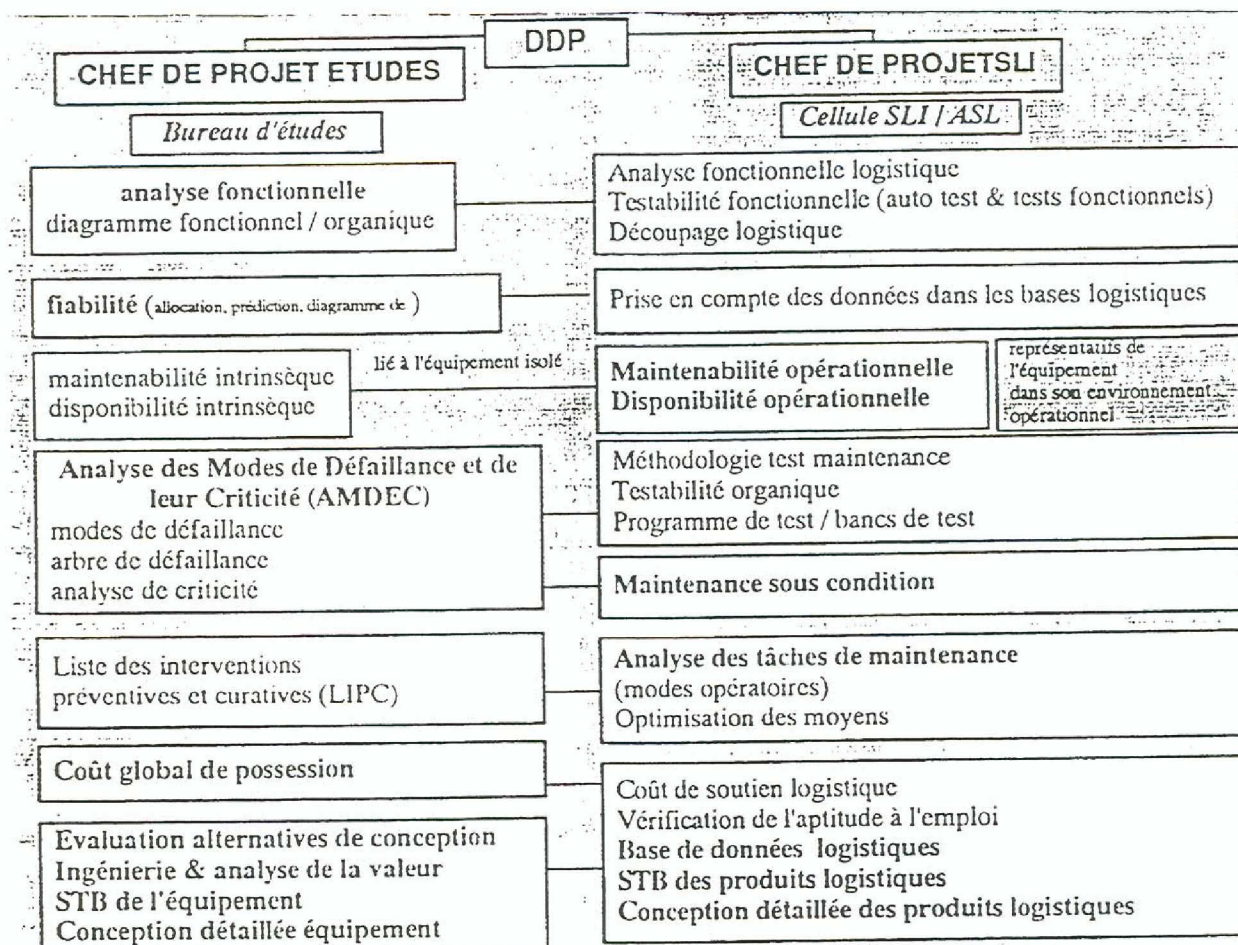 DDP
CHEF DE PROJET ETUDES
Bureau d'études
analyse fonctionnelle
diagramme fonctionnel / organique
fiabilité (allocation, prédiction, diagramme de )
maintenabilité intrinsèque
disponibilité intrinsèque
lié à l'équipement isolé
Analyse des Modes de Défaillance et de
leur Criticité (AMDEC)
modes de défaillance
arbre de défaillance
analyse de criticité
Liste des interventions
préventives et curatives (LIPC)
Coût global de possession
Evaluation alternatives de conception
Ingénierie & analyse de la valeur
STB de l'équipement
Conception détaillée équipement
CHEF DE PROJETSLI
Cellule SLI / ASL
Analyse fonctionnelle logistique
Testabilité fonctionnelle (auto test & tests fonctionnels)
Découpage logistique
Prise en compte des données dans les bases logistiques
Maintenabilité opérationnelle
Disponibilité opérationnelle
représentatifs de
l'équipement
dans son environnement
opérationnel
Méthodologie test maintenance
Testabilité organique
Programme de test / bancs de test
Maintenance sous condition
Analyse des tâches de maintenance
(modes opératoires)
Optimisation des moyens
Coût de soutien logistique
Vérification de l'aptitude à l'emploi
Base de données logistiques
STB des produits logistiques
Conception détaillée des produits logistiques